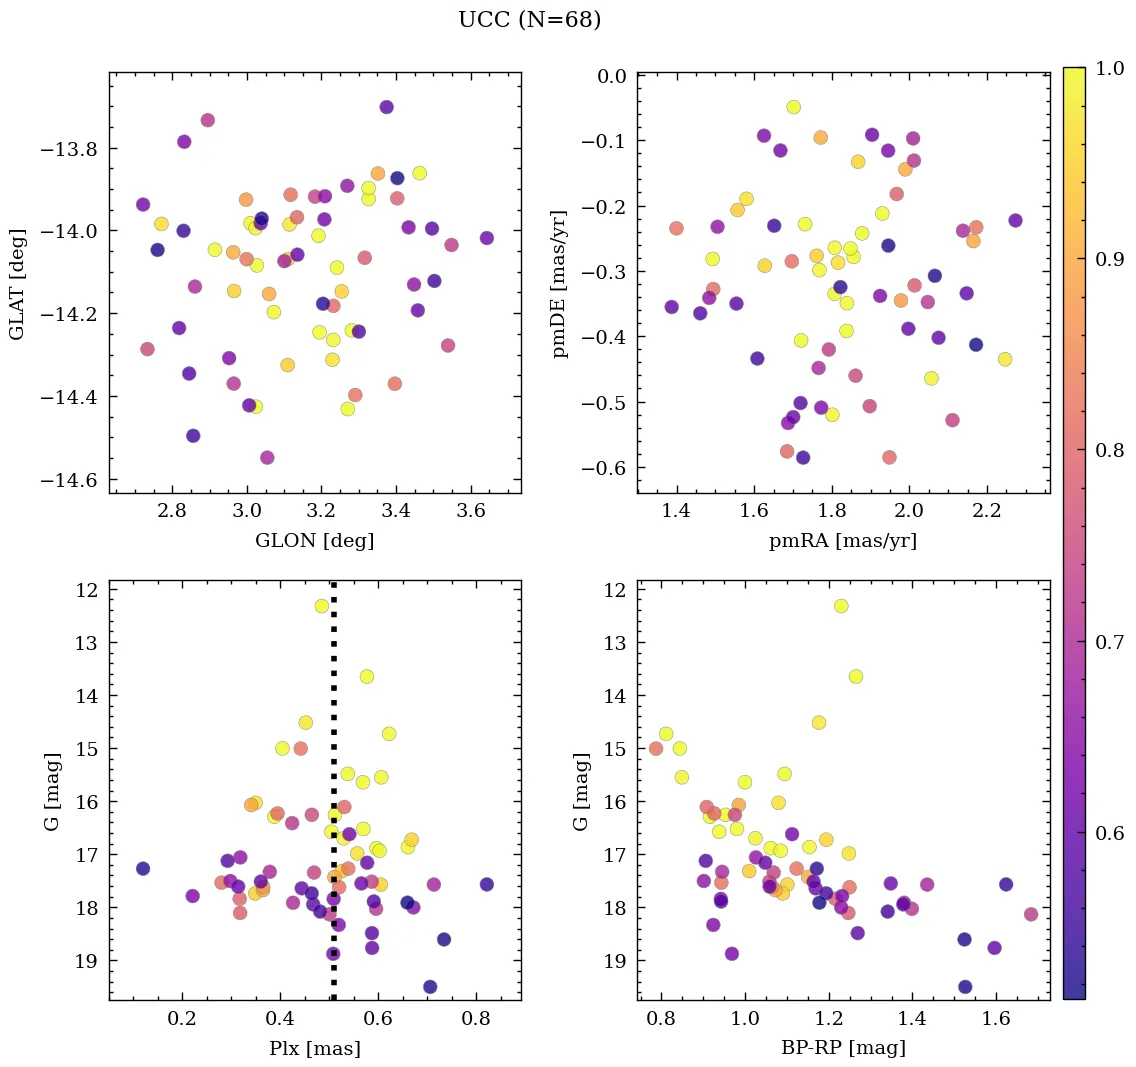 UCC (N=68)
−13.8
−14.0
−14.2
−14.4
−14.6
2.8 3.0 3.2 3.4 3.6
GLON [deg]
GLAT [deg]
0.0
−0.1
−0.2
−0.3
−0.4
−0.5
−0.6
1.4 1.6 1.8 2.0 2.2
pmRA [mas/yr]
pmDE [mas/yr]
12
13
14
15
16
17
18
19
0.2 0.4 0.6 0.8
Plx [mas]
G [mag]
12
13
14
15
16
17
18
19
0.8 1.0 1.2 1.4 1.6
BP-RP [mag]
G [mag]
1.0
0.9
0.8
0.7
0.6